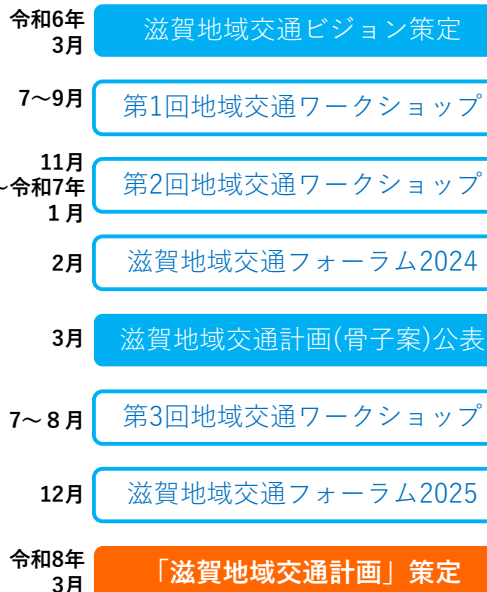 令和6年
3月
滋賀地域交通ビジョン策定
7～9月
第1回地域交通ワークショップ
11月
～令和7年
1月
第2回地域交通ワークショップ
2月
滋賀地域交通フォーラム2024
3月
滋賀地域交通計画(骨子案)公表
7～8月
第3回地域交通ワークショップ
12月
滋賀地域交通フォーラム2025
令和8年
3月
「滋賀地域交通計画」策定